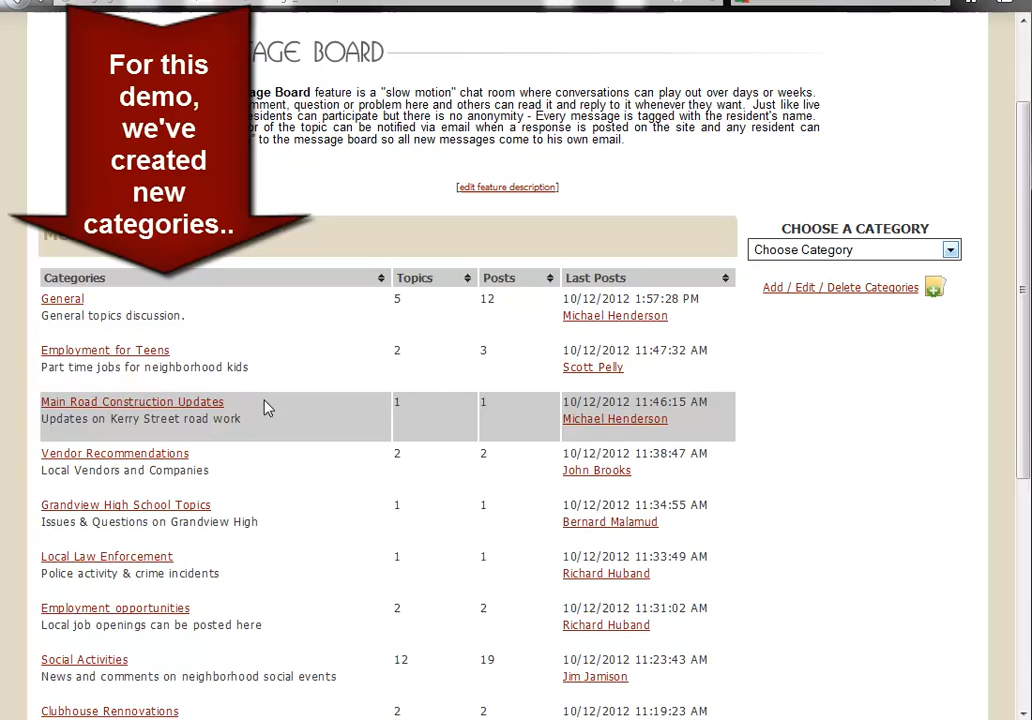 For this
demo,
we've
created
new
categories..
AGE BOARD
age Board feature is a "slow motion" chat room where conversations can play out over days or weeks.
mment, question or problem here and others can read it and reply to it whenever they want. Just like live
esidents can participate but there is no anonymity - Every message is tagged with the resident's name.
or of the topic can be notified via email when a response is posted on the site and any resident can
" to the message board so all new messages come to his own email.
[edit feature description]
CHOOSE A CATEGORY
Choose Category
Add / Edit / Delete Categories
Categories Topics Posts Last Posts
General 5 12 10/12/2012 1:57:28 PM
General topics discussion. Michael Henderson
Employment for Teens 2 3 10/12/2012 11:47:32 AM
Part time jobs for neighborhood kids Scott Pelly
Main Road Construction Updates 1 1 10/12/2012 11:46:15 AM
Updates on Kerry Street road work Michael Henderson
Vendor Recommendations 2 2 10/12/2012 11:38:47 AM
Local Vendors and Companies John Brooks
Grandview High School Topics 1 1 10/12/2012 11:34:55 AM
Issues & Questions on Grandview High Bernard Malamud
Local Law Enforcement 1 1 10/12/2012 11:33:49 AM
Police activity & crime incidents Richard Huband
Employment opportunities 2 2 10/12/2012 11:31:02 AM
Local job openings can be posted here Richard Huband
Social Activities 12 19 10/12/2012 11:23:43 AM
News and comments on neighborhood social events Jim Jamison
Clubhouse Rennovations 2 2 10/12/2012 11:19:23 AM